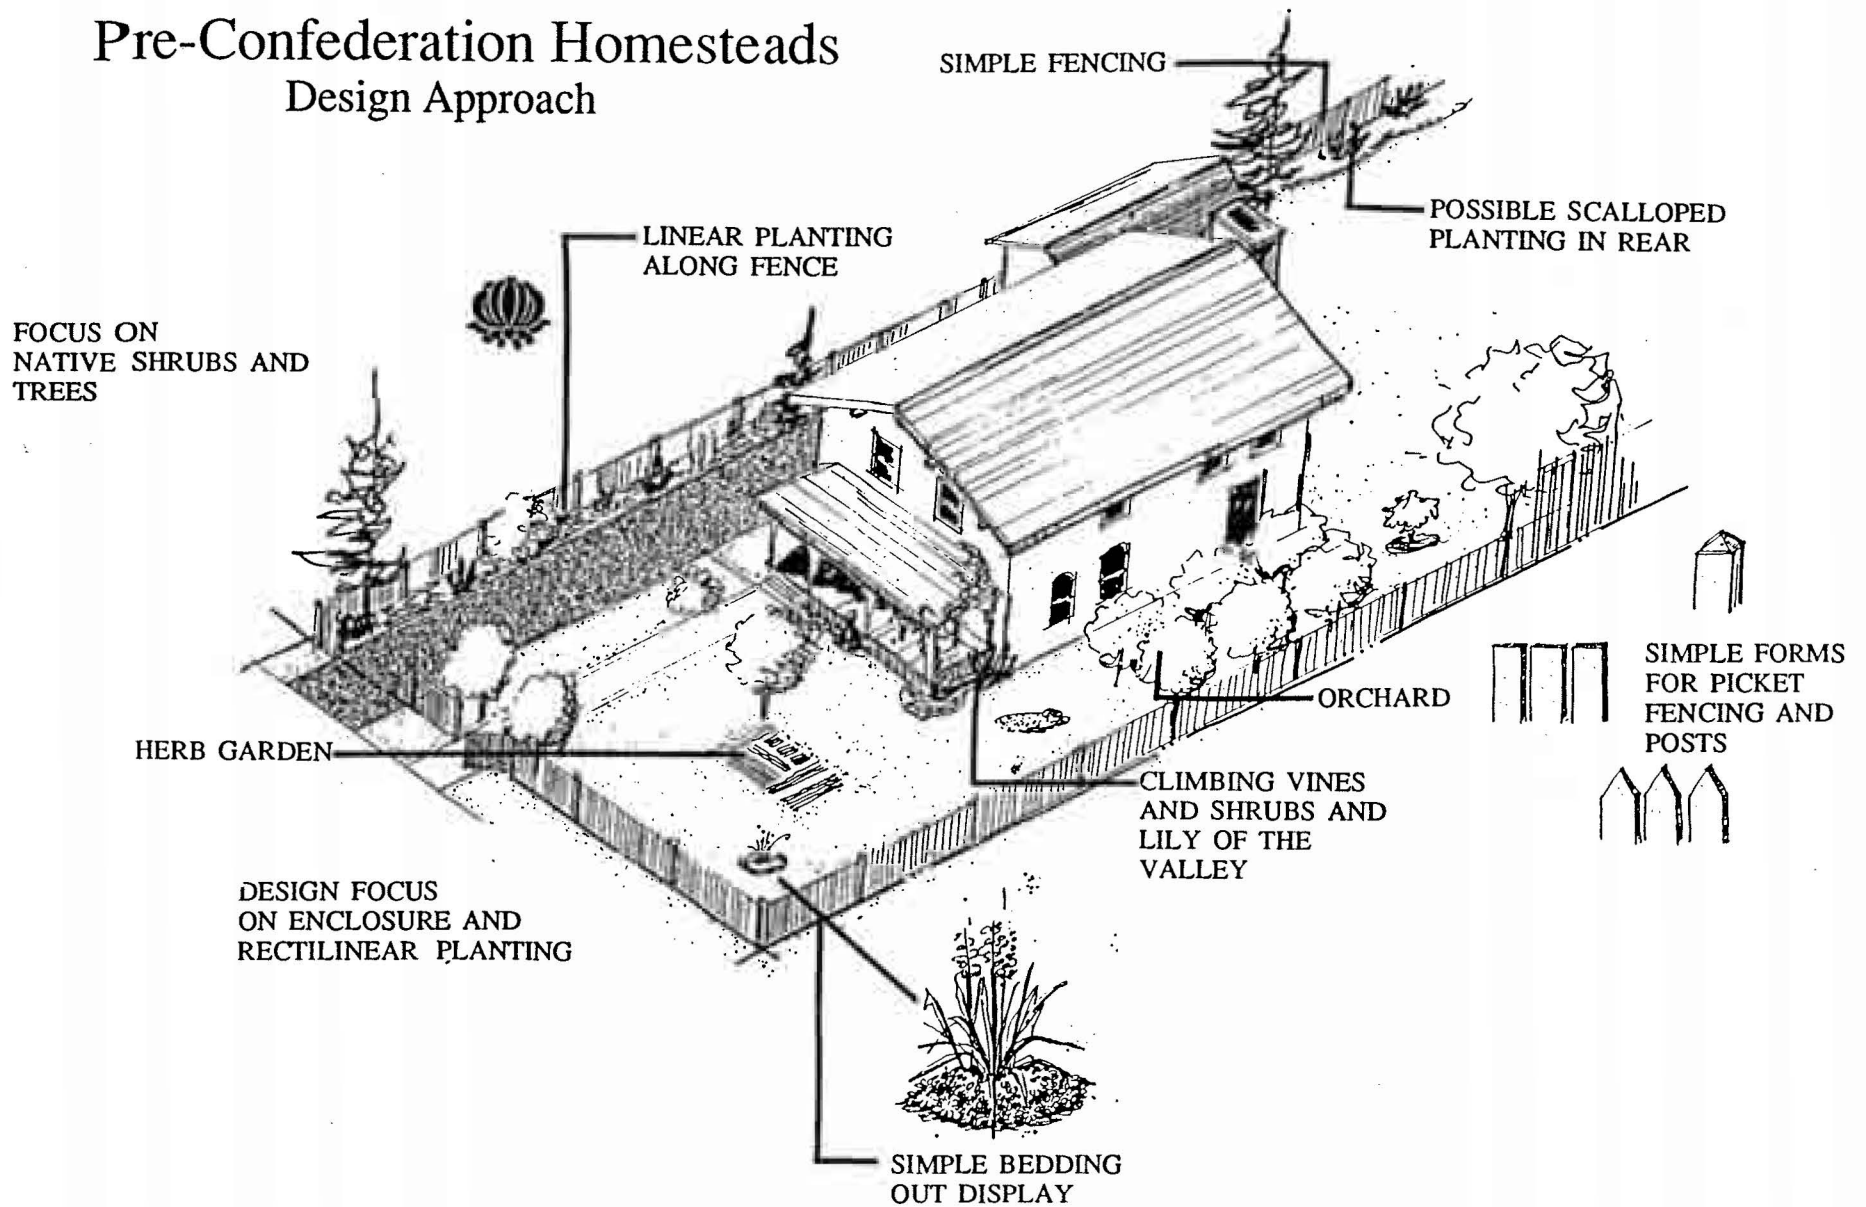 Pre-Confederation Homesteads
Design Approach
SIMPLE FENCING
POSSIBLE SCALLOPED
PLANTING IN REAR
LINEAR PLANTING
ALONG FENCE
FOCUS ON
NATIVE SHRUBS AND
TREES
SIMPLE FORMS
FOR PICKET
FENCING AND
POSTS
ORCHARD
HERB GARDEN
CLIMBING VINES
AND SHRUBS AND
LILY OF THE
VALLEY
DESIGN FOCUS
ON ENCLOSURE AND
RECTILINEAR PLANTING
SIMPLE BEDDING
OUT DISPLAY